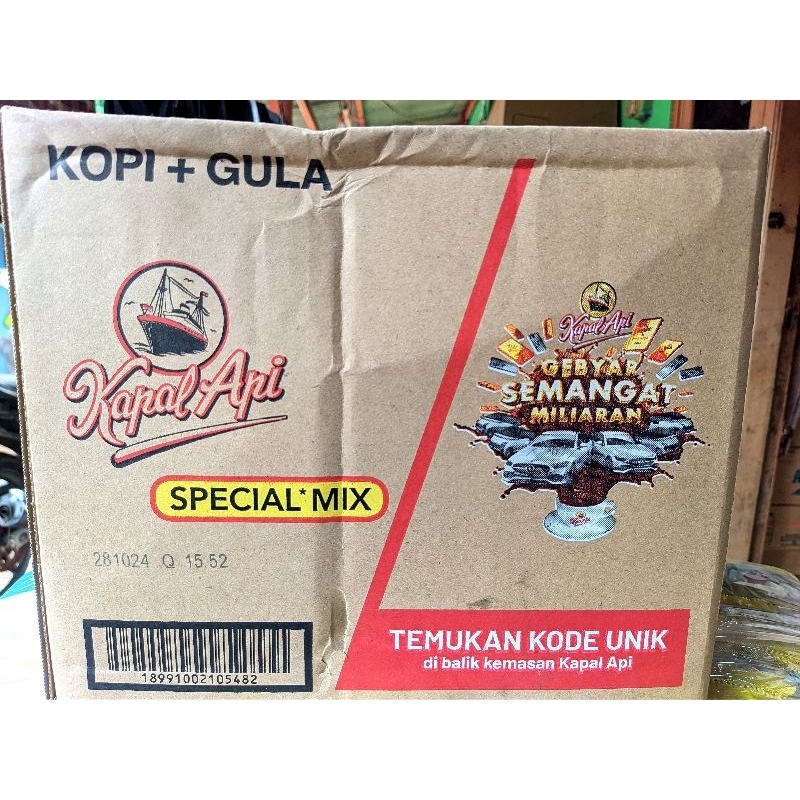 KOPI + GULA
Kapal Api
SPECIAL* MIX
281024 Q 15 52
18991002105482
Kapal Api
GEBYAR
SEMANGAT
MILIARAN
TEMUKAN KODE UNIK
di balik kemasan Kapal Api